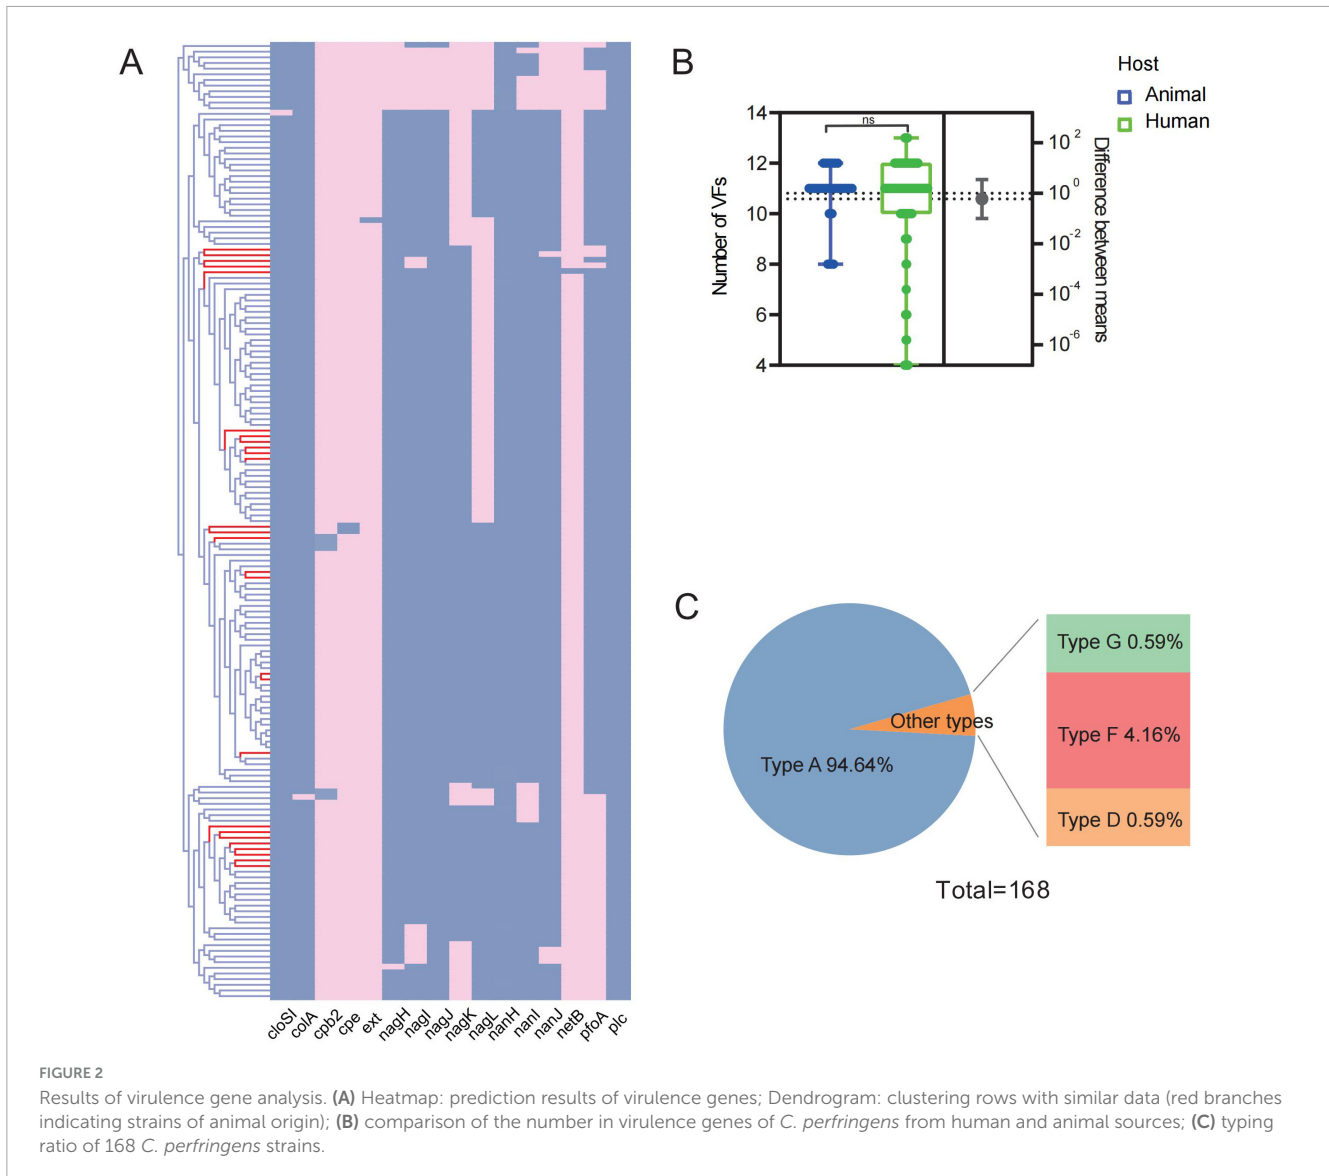 A
cloSI colA cpb2 cpe ext nagH nagI nagJ nagK nagL nanH nanI nanJ netB pfoA plc
B
Host
Animal
Human
ns
14
12
10
8
6
4
Number of VFs
10²
10⁰
10⁻²
10⁻⁴
10⁻⁶
Difference between means
C
Type A 94.64%
Other types
Type G 0.59%
Type F 4.16%
Type D 0.59%
Total=168
FIGURE 2
Results of virulence gene analysis. (A) Heatmap: prediction results of virulence genes; Dendrogram: clustering rows with similar data (red branches
indicating strains of animal origin); (B) comparison of the number in virulence genes of C. perfringens from human and animal sources; (C) typing
ratio of 168 C. perfringens strains.